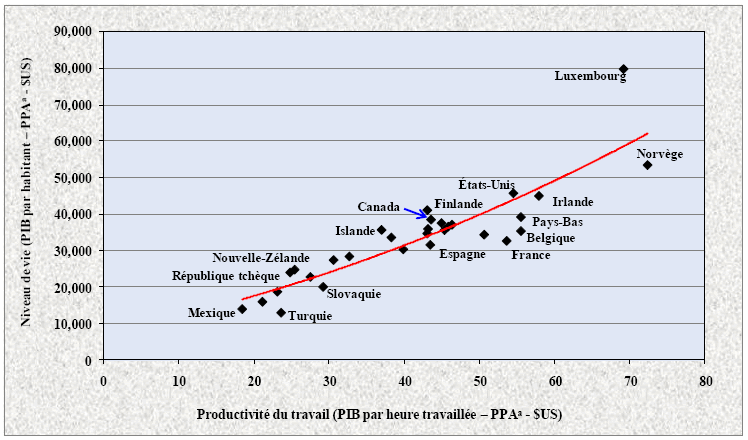 90,000
80,000
70,000
60,000
50,000
40,000
30,000
20,000
10,000
0
Niveau de vie (PIB par habitant – PPAª - $US)
Luxembourg
Norvège
États-Unis
Irlande
Canada
Finlande
Pays-Bas
Islande
Belgique
Espagne
France
Nouvelle-Zélande
République tchèque
Slovaquie
Mexique
Turquie
0 10 20 30 40 50 60 70 80
Productivité du travail (PIB par heure travaillée – PPAª - $US)